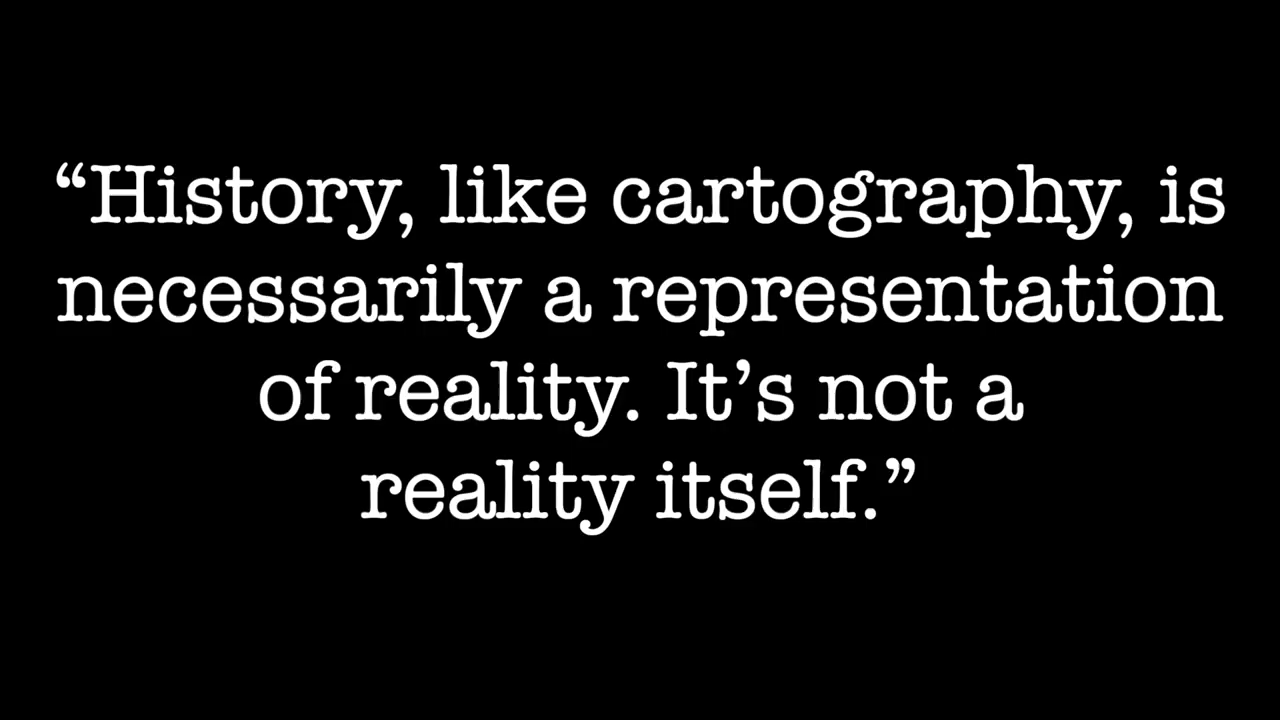 “History, like cartography, is
necessarily a representation
of reality. It’s not a
reality itself.”